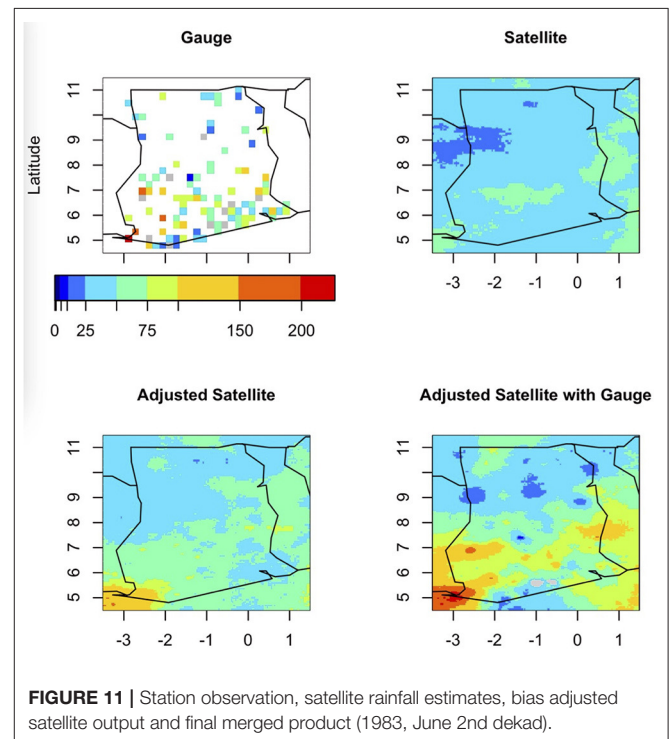 Gauge
Satellite
Latitude
11
9
8
7
6
5
11
9
8
7
6
5
-3 -2 -1 0 1
0 25 75 150 200
Adjusted Satellite
Adjusted Satellite with Gauge
11
9
8
7
6
5
11
9
8
7
6
5
-3 -2 -1 0 1
-3 -2 -1 0 1
FIGURE 11 | Station observation, satellite rainfall estimates, bias adjusted
satellite output and final merged product (1983, June 2nd dekad).